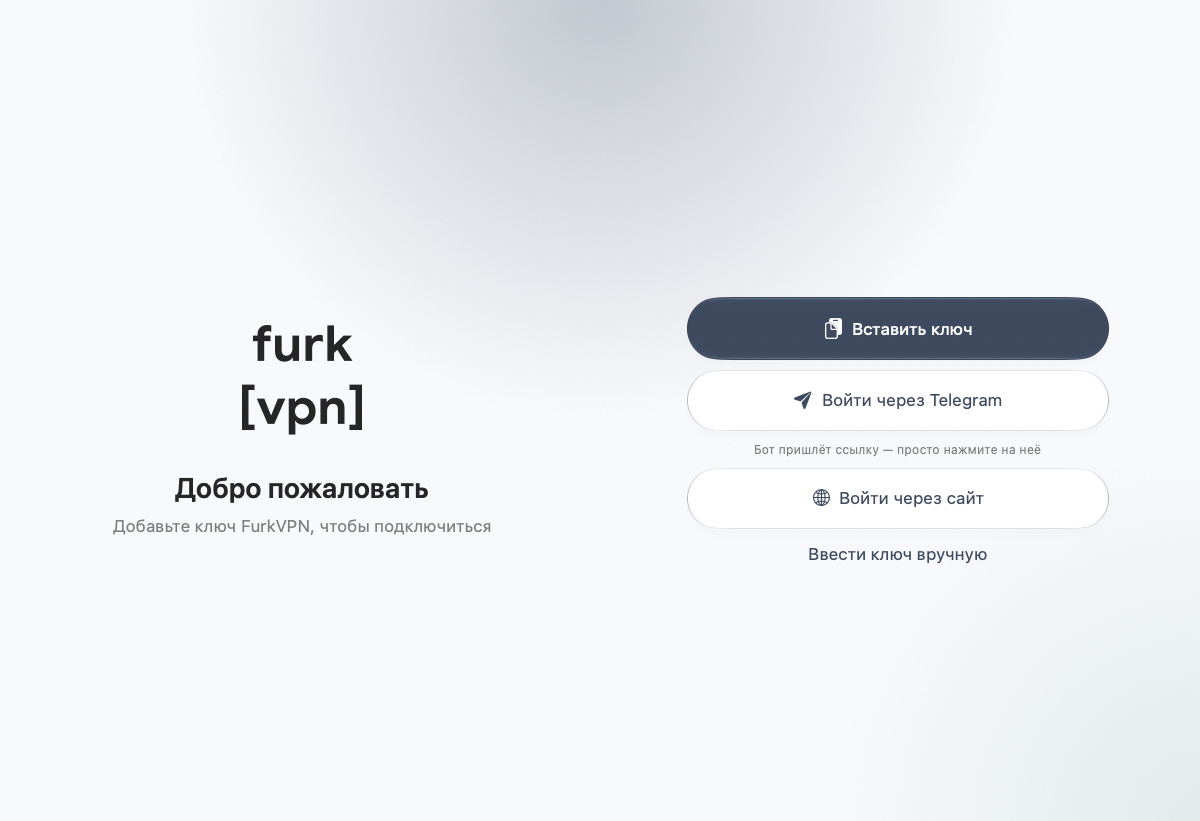 furk
[vpn]
Добро пожаловать
Добавьте ключ FurkVPN, чтобы подключиться
Вставить ключ
Войти через Telegram
Бот пришлёт ссылку — просто нажмите на неё
Войти через сайт
Ввести ключ вручную